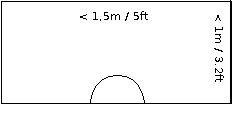 < 1,5m / 5ft
< 1m / 3.2ft